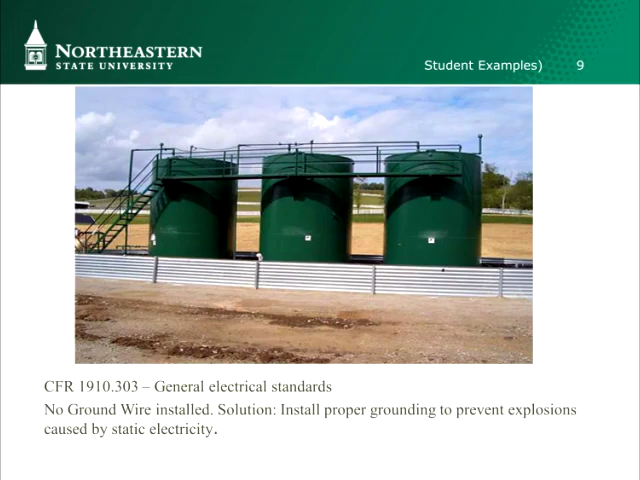 NORTHEASTERN
STATE UNIVERSITY
Student Examples) 9
CFR 1910.303 – General electrical standards
No Ground Wire installed. Solution: Install proper grounding to prevent explosions
caused by static electricity.